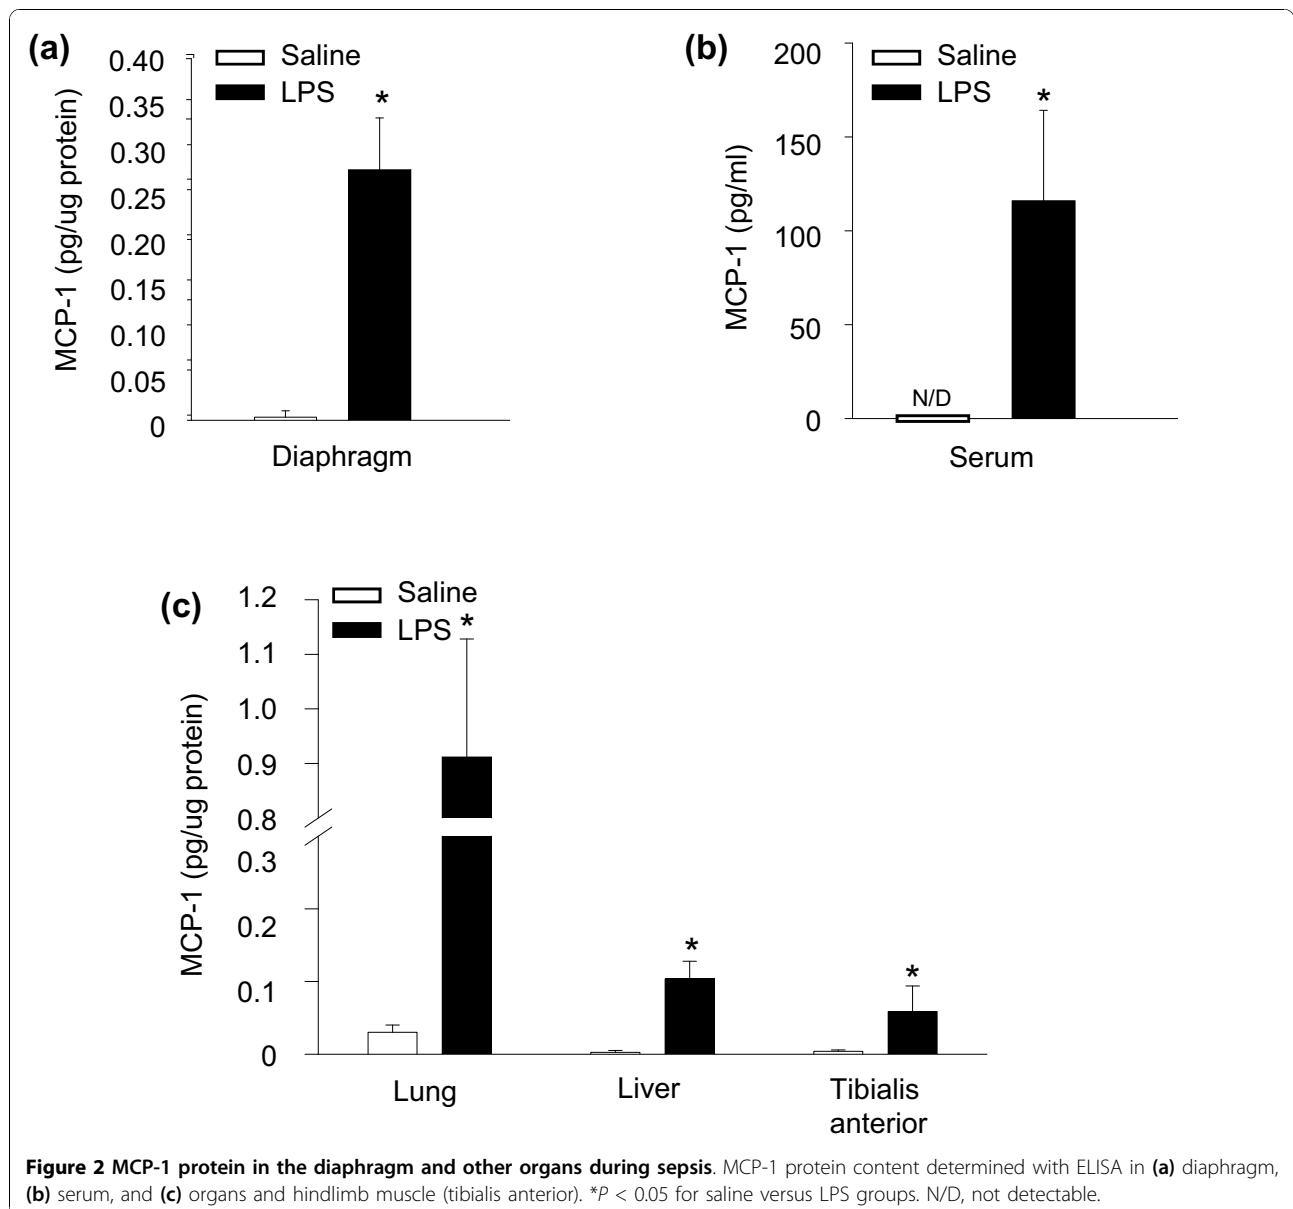 (a)
Saline
LPS
*
MCP-1 (pg/ug protein)
0.40
0.35
0.30
0.25
0.20
0.15
0.10
0.05
0
Diaphragm
(b)
Saline
LPS
*
MCP-1 (pg/ml)
200
150
100
50
0
N/D
Serum
(c)
Saline
LPS
*
MCP-1 (pg/ug protein)
1.2
1.1
1.0
0.9
0.8
0.3
0.2
0.1
0
*
*
Lung
Liver
Tibialis
anterior
Figure 2 MCP-1 protein in the diaphragm and other organs during sepsis. MCP-1 protein content determined with ELISA in (a) diaphragm,
(b) serum, and (c) organs and hindlimb muscle (tibialis anterior). *P < 0.05 for saline versus LPS groups. N/D, not detectable.